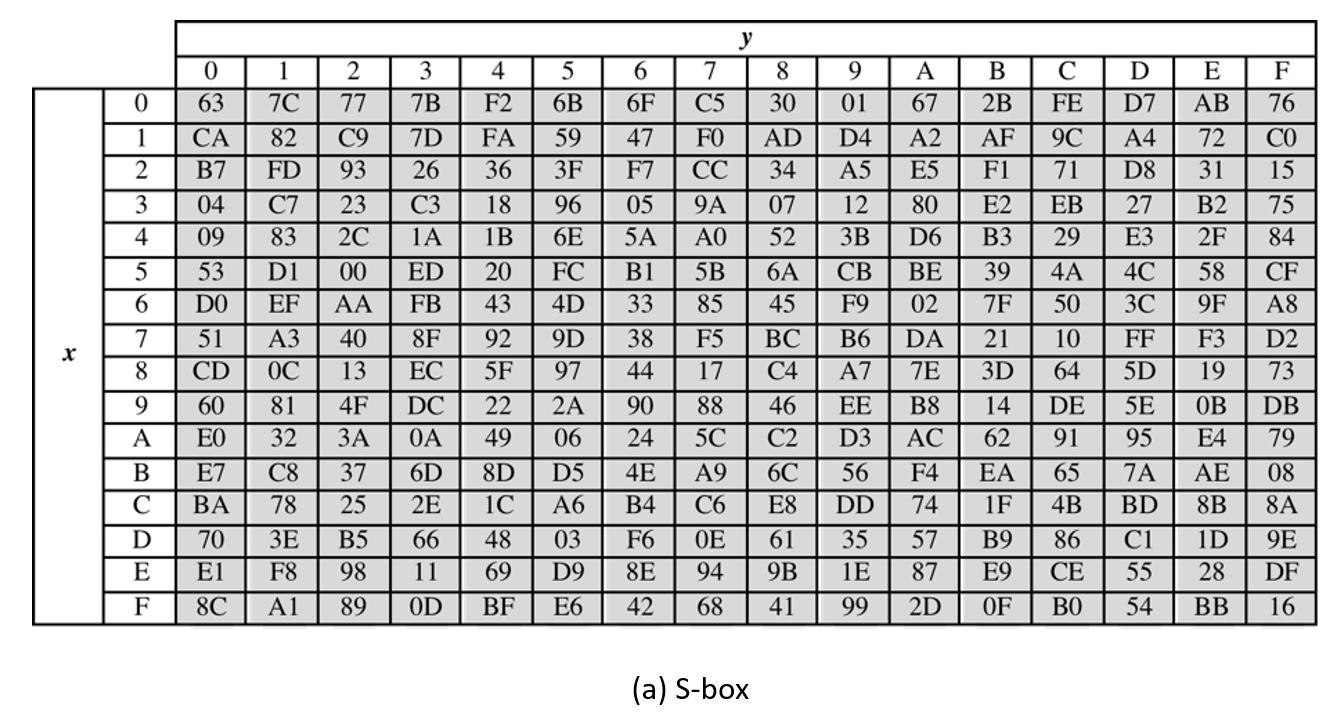 y
0 1 2 3 4 5 6 7 8 9 A B C D E F
0 63 7C 77 7B F2 6B 6F C5 30 01 67 2B FE D7 AB 76
1 CA 82 C9 7D FA 59 47 F0 AD D4 A2 AF 9C A4 72 C0
2 B7 FD 93 26 36 3F F7 CC 34 A5 E5 F1 71 D8 31 15
3 04 C7 23 C3 18 96 05 9A 07 12 80 E2 EB 27 B2 75
4 09 83 2C 1A 1B 6E 5A A0 52 3B D6 B3 29 E3 2F 84
5 53 D1 00 ED 20 FC B1 5B 6A CB BE 39 4A 4C 58 CF
6 D0 EF AA FB 43 4D 33 85 45 F9 02 7F 50 3C 9F A8
x 7 51 A3 40 8F 92 9D 38 F5 BC B6 DA 21 10 FF F3 D2
8 CD 0C 13 EC 5F 97 44 17 C4 A7 7E 3D 64 5D 19 73
9 60 81 4F DC 22 2A 90 88 46 EE B8 14 DE 5E 0B DB
A E0 32 3A 0A 49 06 24 5C C2 D3 AC 62 91 95 E4 79
B E7 C8 37 6D 8D D5 4E A9 6C 56 F4 EA 65 7A AE 08
C BA 78 25 2E 1C A6 B4 C6 E8 DD 74 1F 4B BD 8B 8A
D 70 3E B5 66 48 03 F6 0E 61 35 57 B9 86 C1 1D 9E
E E1 F8 98 11 69 D9 8E 94 9B 1E 87 E9 CE 55 28 DF
F 8C A1 89 0D BF E6 42 68 41 99 2D 0F B0 54 BB 16
(a) S-box